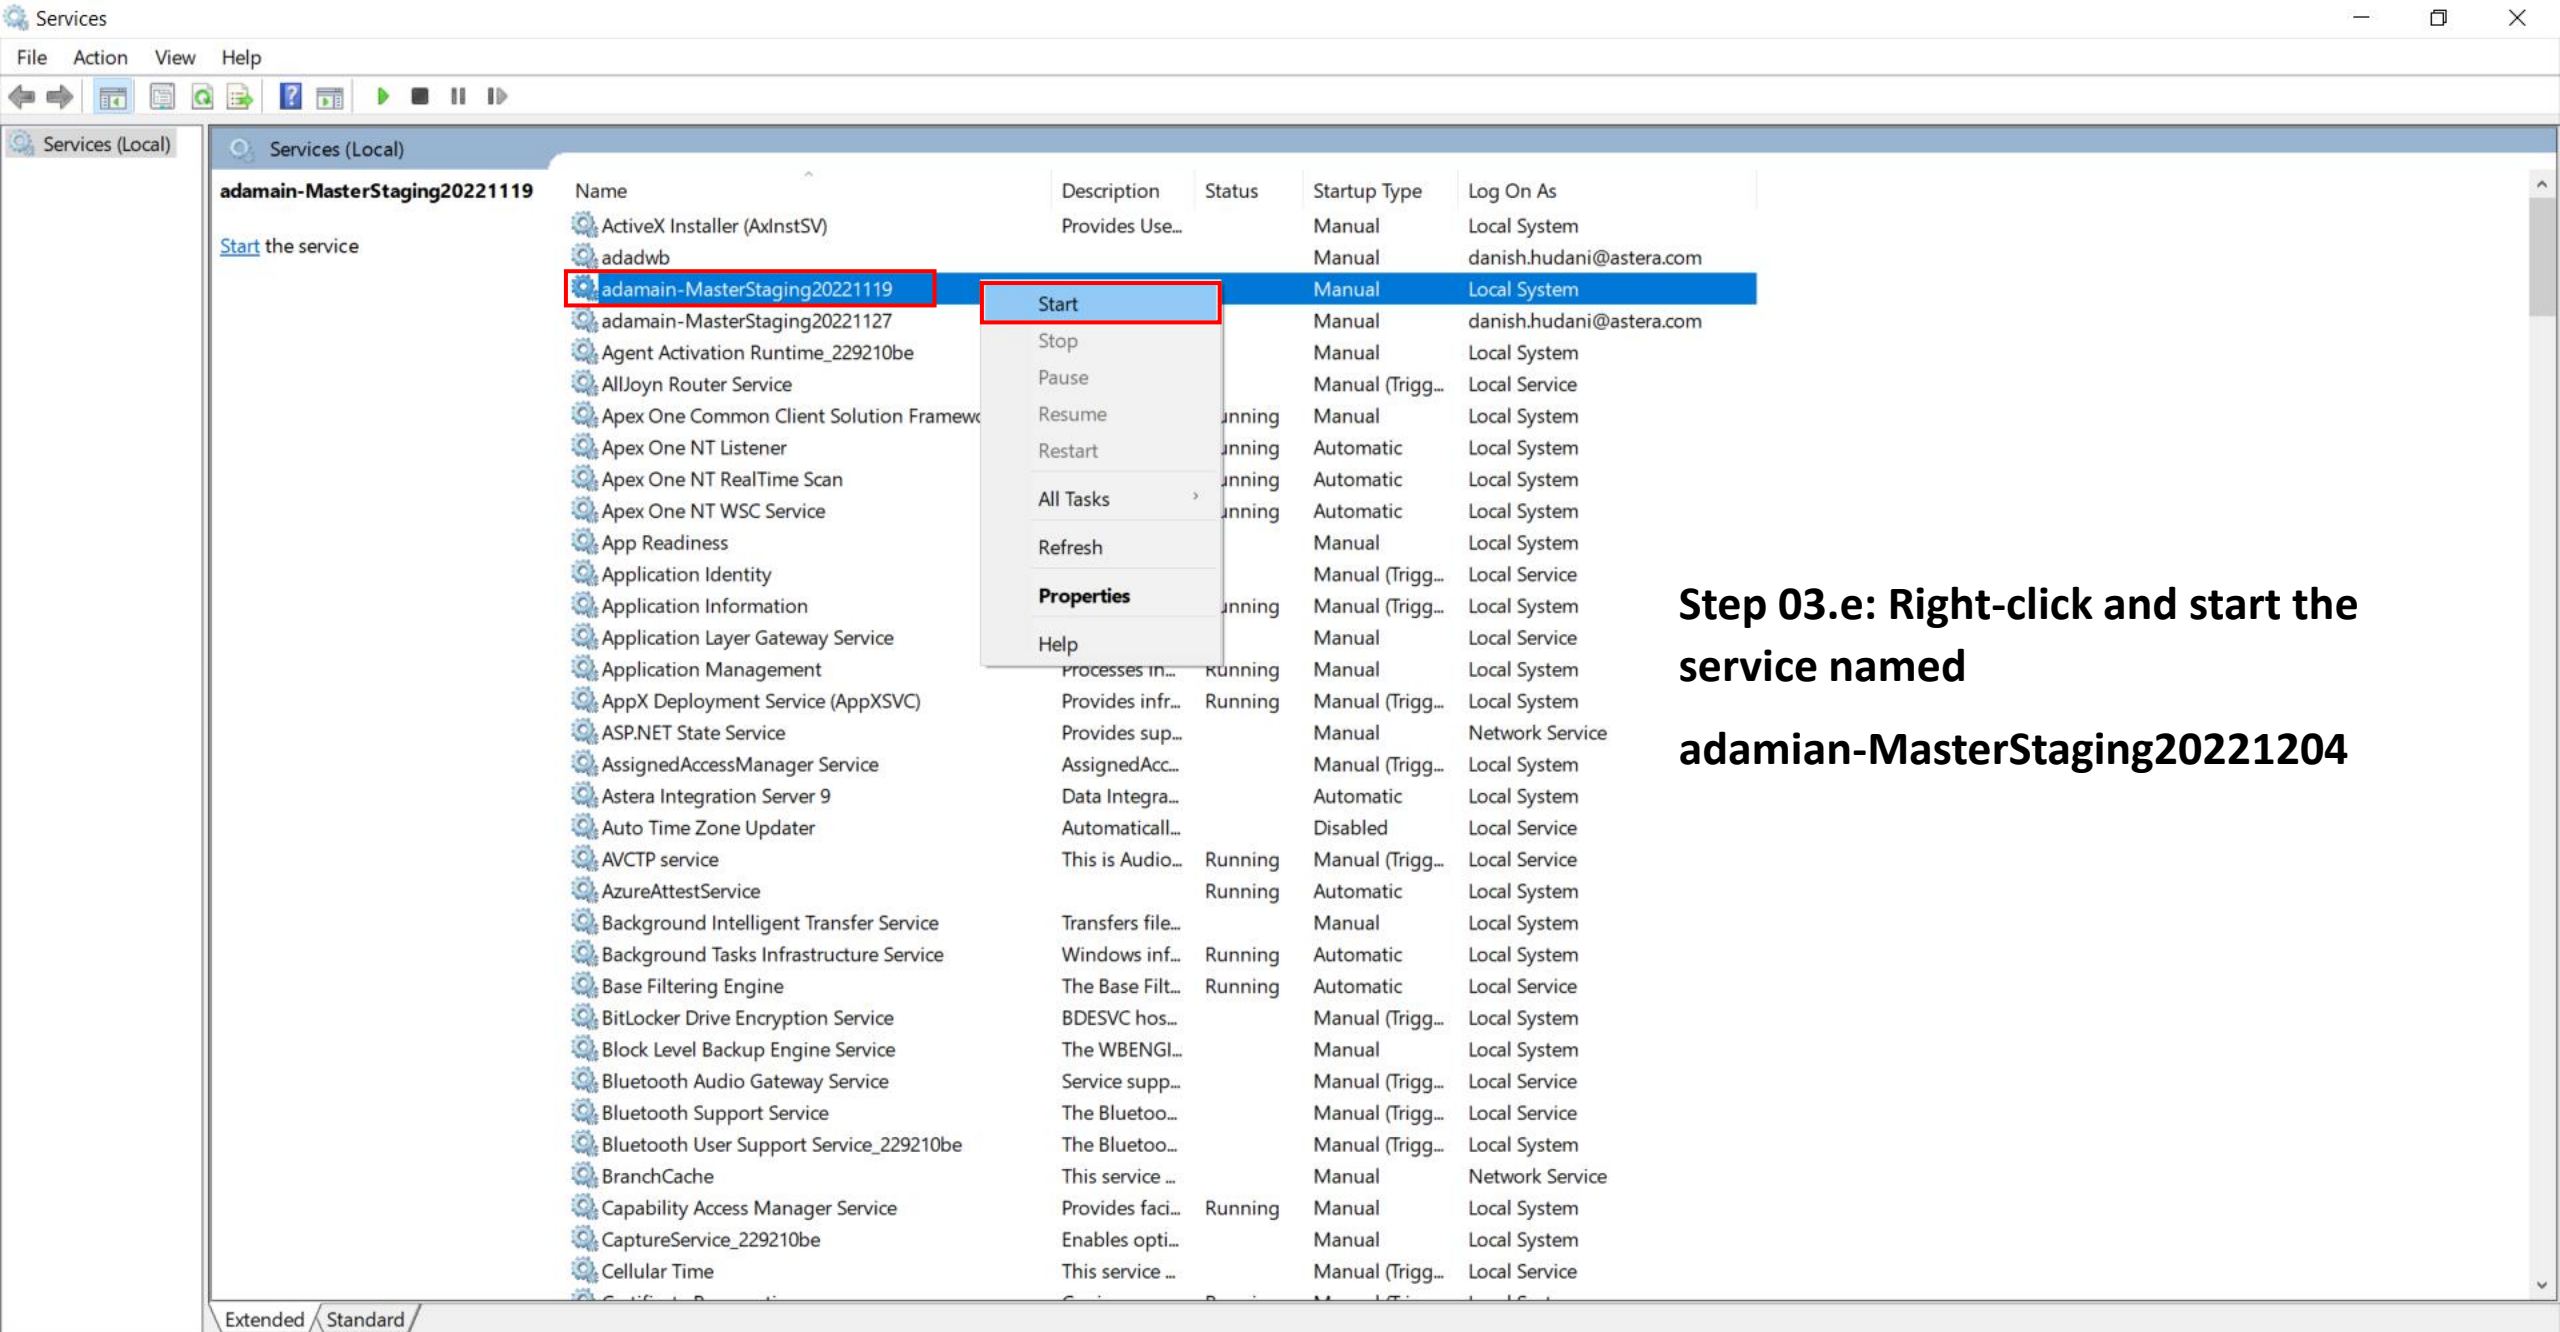 Services
File Action View Help
Services (Local)
Services (Local)
adamain-MasterStaging20221119
Start the service
Name Description Status Startup Type Log On As
ActiveX Installer (AxInstSV) Provides Use... Manual Local System
adadwb Manual danish.hudani@astera.com
adamain-MasterStaging20221119 Manual Local System
adamain-MasterStaging20221127 Manual danish.hudani@astera.com
Agent Activation Runtime_229210be Manual Local System
AllJoyn Router Service Manual (Trigg... Local Service
Apex One Common Client Solution Framewo unning Manual Local System
Apex One NT Listener unning Automatic Local System
Apex One NT RealTime Scan unning Automatic Local System
Apex One NT WSC Service unning Automatic Local System
App Readiness Manual Local System
Application Identity Manual (Trigg... Local Service
Application Information unning Manual (Trigg... Local System
Application Layer Gateway Service Manual Local Service
Application Management Processes in... Running Manual Local System
AppX Deployment Service (AppXSVC) Provides infr... Running Manual (Trigg... Local System
ASP.NET State Service Provides sup... Manual Network Service
AssignedAccessManager Service AssignedAcc... Manual (Trigg... Local System
Astera Integration Server 9 Data Integra... Automatic Local System
Auto Time Zone Updater Automaticall... Disabled Local Service
AVCTP service This is Audio... Running Manual (Trigg... Local Service
AzureAttestService Running Automatic Local System
Background Intelligent Transfer Service Transfers file... Manual Local System
Background Tasks Infrastructure Service Windows inf... Running Automatic Local System
Base Filtering Engine The Base Filt... Running Automatic Local Service
BitLocker Drive Encryption Service BDESVC hos... Manual (Trigg... Local System
Block Level Backup Engine Service The WBENGI... Manual Local System
Bluetooth Audio Gateway Service Service supp... Manual (Trigg... Local Service
Bluetooth Support Service The Bluetoo... Manual (Trigg... Local Service
Bluetooth User Support Service_229210be The Bluetoo... Manual (Trigg... Local System
BranchCache This service ... Manual Network Service
Capability Access Manager Service Provides faci... Running Manual Local System
CaptureService_229210be Enables opti... Manual Local System
Cellular Time This service ... Manual (Trigg... Local Service
Start
Stop
Pause
Resume
Restart
All Tasks
Refresh
Properties
Help
Step 03.e: Right-click and start the
service named
adamian-MasterStaging20221204
Extended Standard